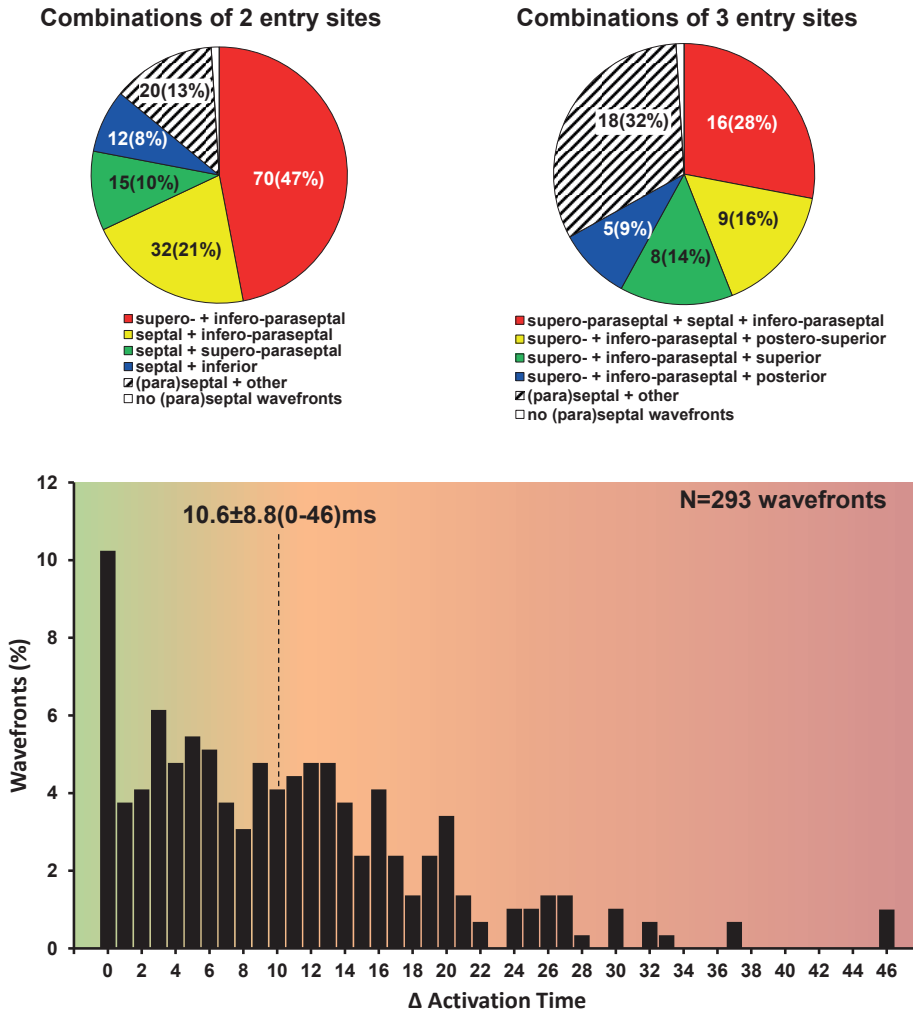 Combinations of 2 entry sites
20(13%)
12(8%)
15(10%)
32(21%)
70(47%)
supero- + infero-paraseptal
septal + infero-paraseptal
septal + supero-paraseptal
septal + inferior
(para)septal + other
no (para)septal wavefronts
Combinations of 3 entry sites
18(32%)
16(28%)
9(16%)
5(9%)
8(14%)
supero-paraseptal + septal + infero-paraseptal
supero- + infero-paraseptal + postero-superior
supero- + infero-paraseptal + superior
supero- + infero-paraseptal + posterior
(para)septal + other
no (para)septal wavefronts
12
10
8
6
4
2
0
Wavefronts (%)
10.6±8.8(0-46)ms
N=293 wavefronts
0 2 4 6 8 10 12 14 16 18 20 22 24 26 28 30 32 34 36 38 40 42 44 46
Δ Activation Time